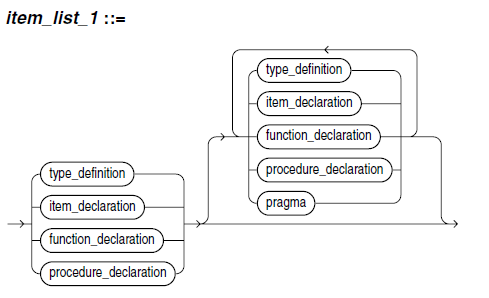 item_list_1 ::=
type_definition
item_declaration
function_declaration
procedure_declaration
pragma
type_definition
item_declaration
function_declaration
procedure_declaration